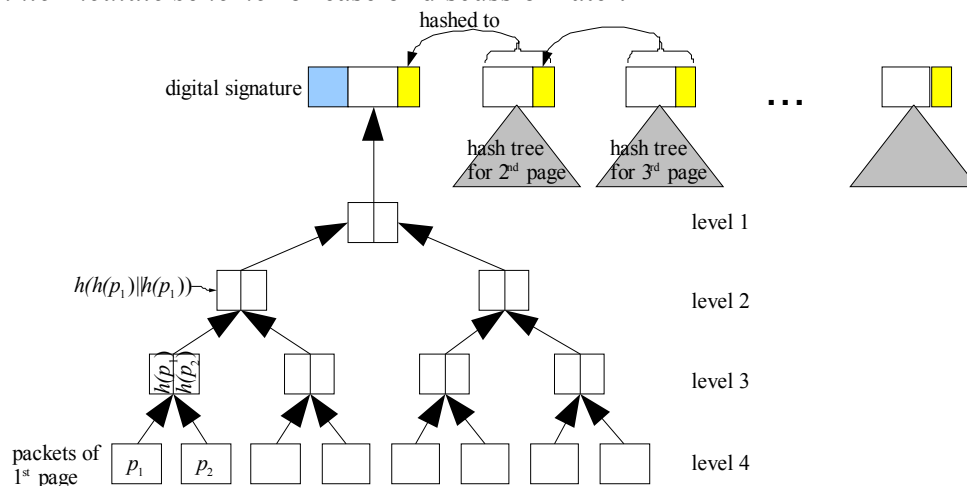 hashed to
digital signature
...
hash tree
for 2nd page
hash tree
for 3rd page
level 1
h(h(p1)||h(p1))
level 2
h(p1)
h(p2)
level 3
packets of
1st page
p1
p2
level 4